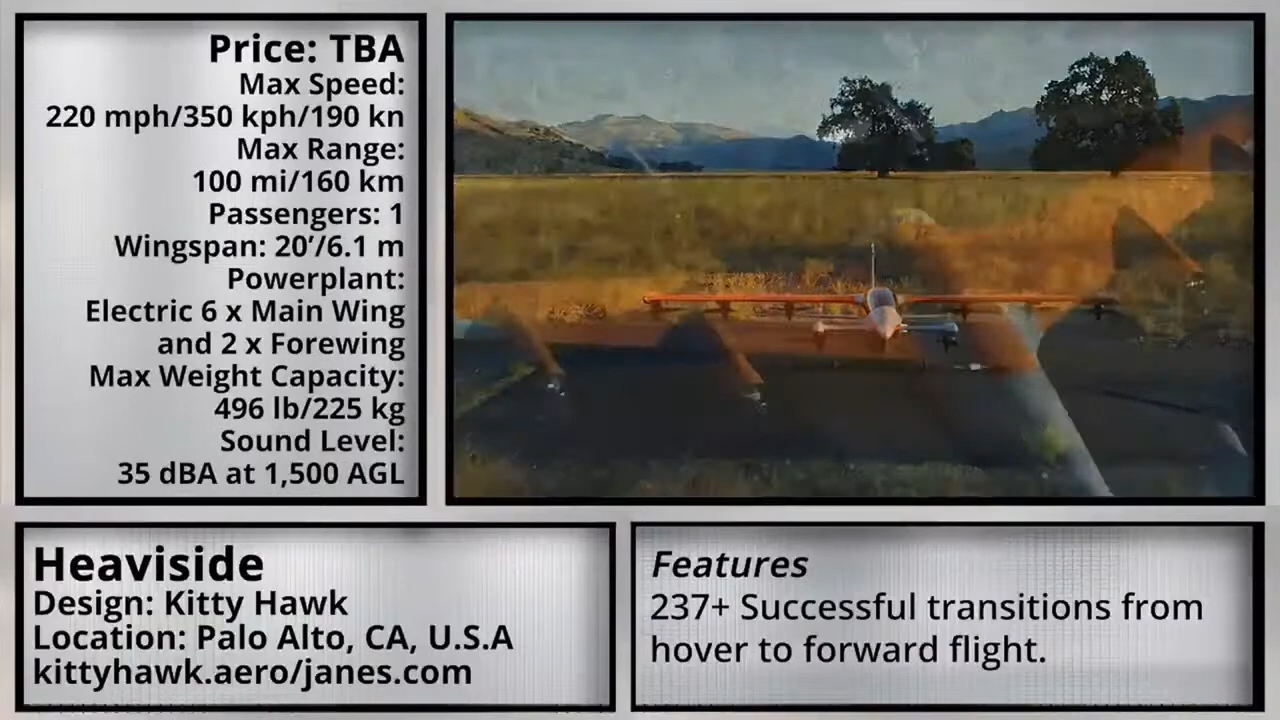 Price: TBA
Max Speed:
220 mph/350 kph/190 kn
Max Range:
100 mi/160 km
Passengers: 1
Wingspan: 20’/6.1 m
Powerplant:
Electric 6 x Main Wing
and 2 x Forewing
Max Weight Capacity:
496 lb/225 kg
Sound Level:
35 dBA at 1,500 AGL
Heaviside
Design: Kitty Hawk
Location: Palo Alto, CA, U.S.A
kittyhawk.aero/janes.com
Features
237+ Successful transitions from
hover to forward flight.